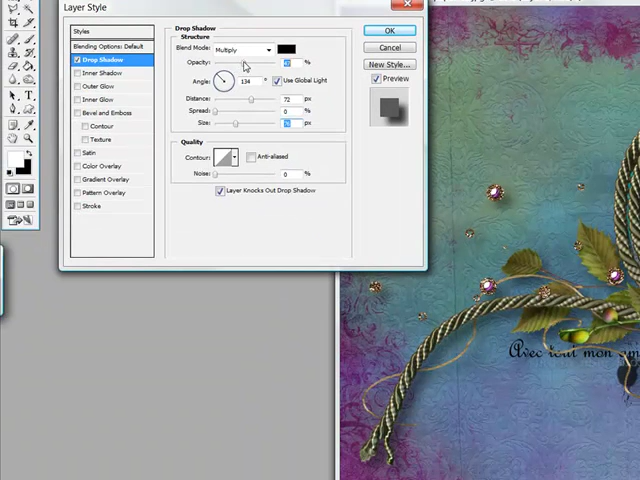 Layer Style
Styles
Blending Options: Default
Drop Shadow
Inner Shadow
Outer Glow
Inner Glow
Bevel and Emboss
Contour
Texture
Satin
Color Overlay
Gradient Overlay
Pattern Overlay
Stroke
Drop Shadow
Structure
Blend Mode: Multiply
Opacity: 47 %
Angle: 134 ° Use Global Light
Distance: 72 px
Spread: 0 %
Size: px
Quality
Contour: Anti-aliased
Noise: 0 %
Layer Knocks Out Drop Shadow
OK
Cancel
New Style...
Preview
Avec tout mon